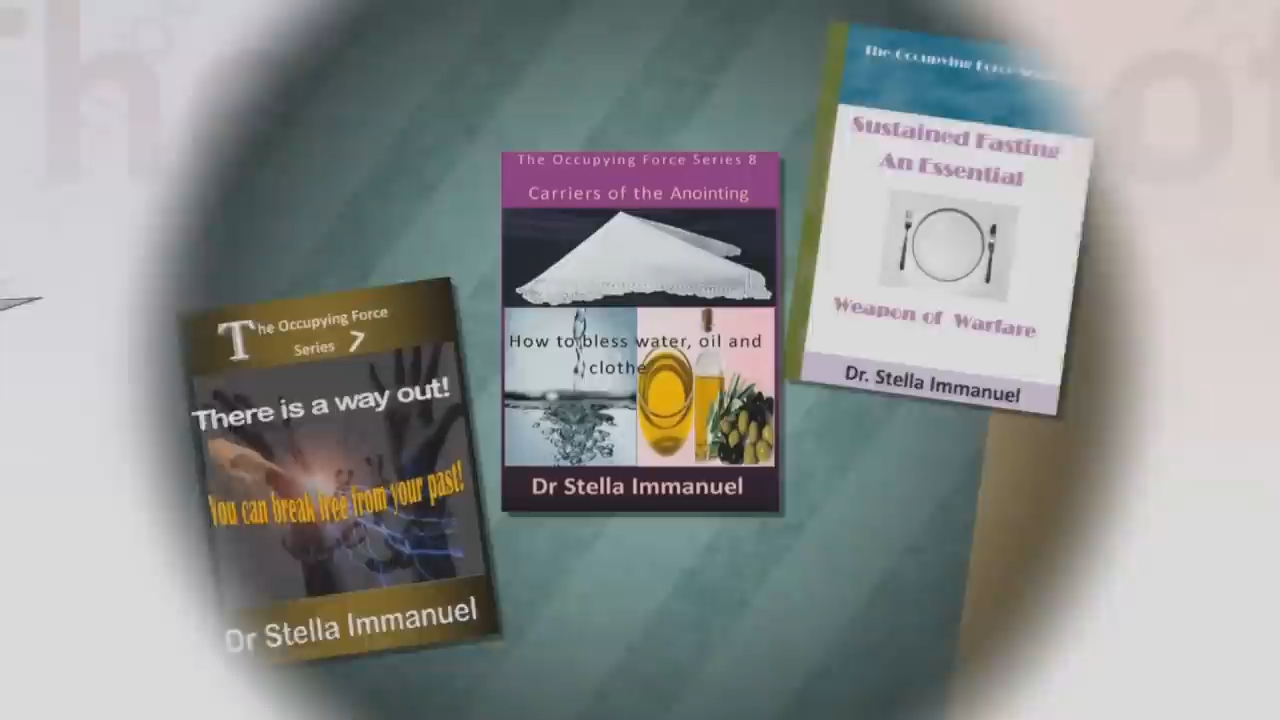 The Occupying Force
Series 7
There is a way out!
You can break free from your past!
Dr Stella Immanuel
The Occupying Force Series 8
Carriers of the Anointing
How to bless water, oil and
clothe
Dr Stella Immanuel
The Occupying Force
Sustained Fasting
An Essential
Weapon of Warfare
Dr. Stella Immanuel